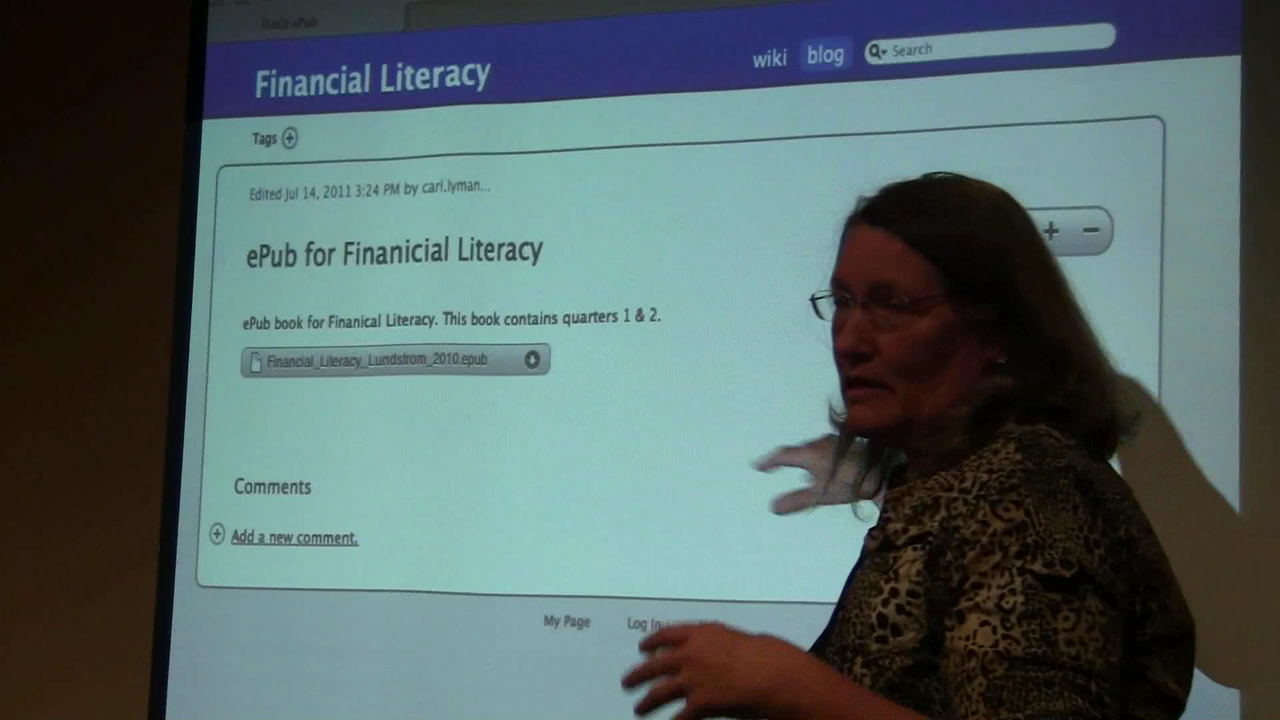 Financial Literacy
wiki blog Search
Tags
Edited Jul 14, 2011 3:24 PM by carl.lyman...
ePub for Finanicial Literacy
ePub book for Finanical Literacy. This book contains quarters 1 & 2.
Financial_Literacy_Lundstrom_2010.epub
Comments
Add a new comment.
My Page Log In